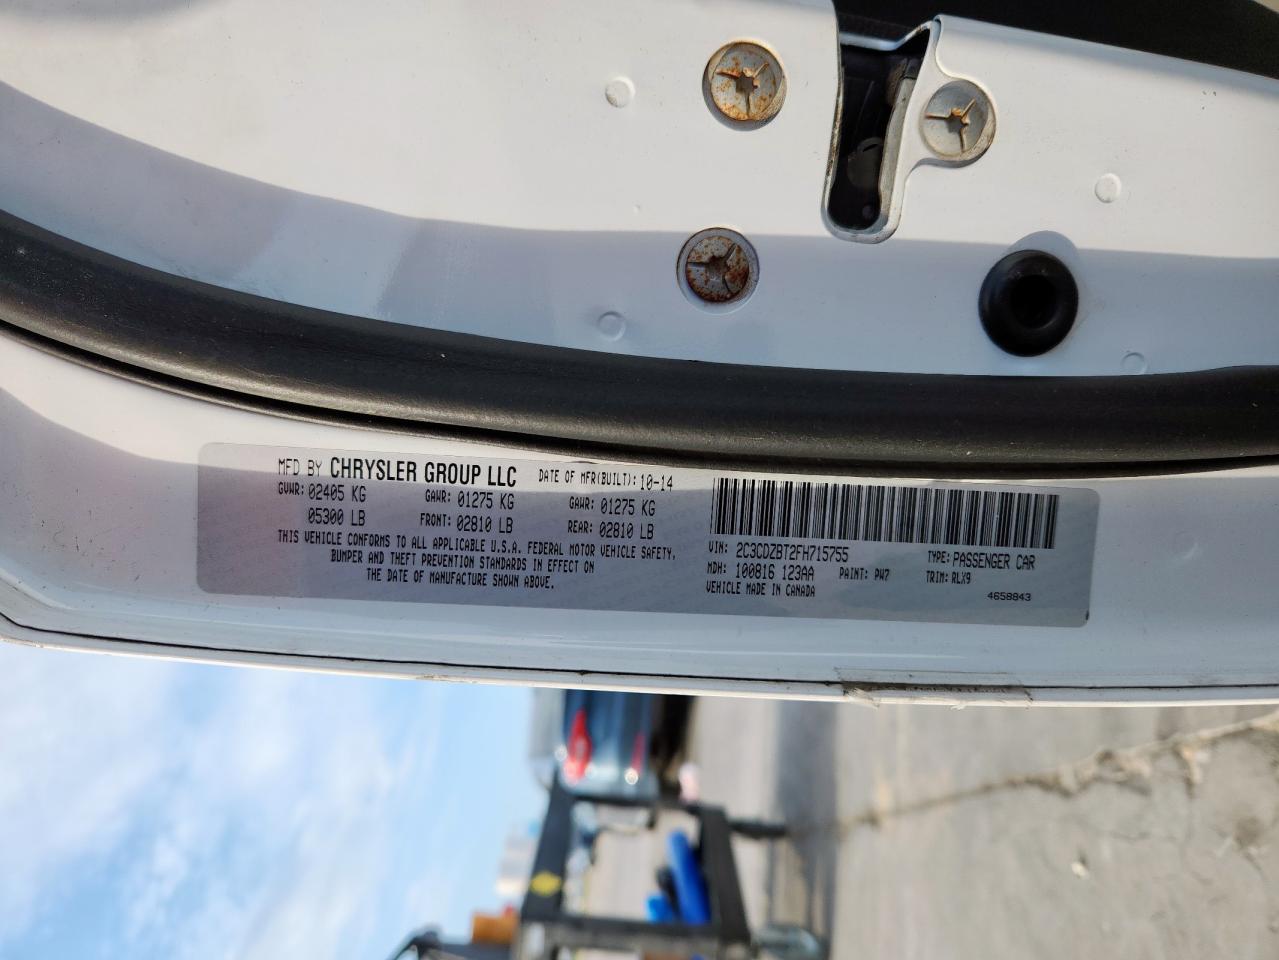 MFD BY CHRYSLER GROUP LLC DATE OF MFR(BUILT): 10-14
GVWR: 02405 KG GAWR: 01275 KG GAWR: 01275 KG
05300 LB FRONT: 02810 LB REAR: 02810 LB
THIS VEHICLE CONFORMS TO ALL APPLICABLE U.S.A. FEDERAL MOTOR VEHICLE SAFETY,
BUMPER AND THEFT PREVENTION STANDARDS IN EFFECT ON
THE DATE OF MANUFACTURE SHOWN ABOVE.
VIN: 2C3CDZBT2FH715755 TYPE: PASSENGER CAR
MDH: 100816 123AA PAINT: PW7 TRIM: RLX9
VEHICLE MADE IN CANADA 4658843